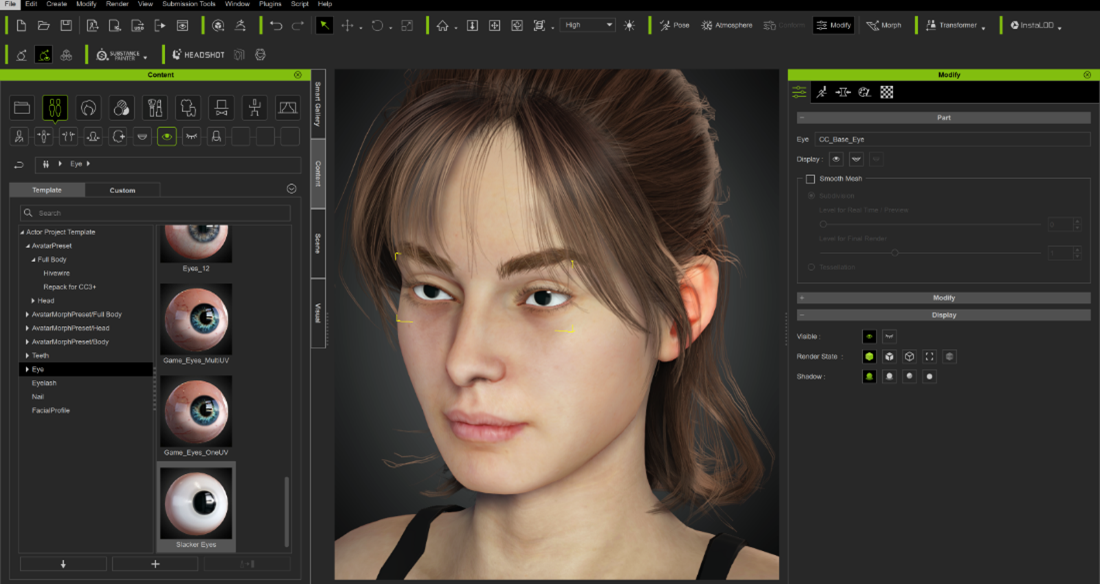 File Edit Create Modify Render View Submission Tools Window Plugins Script Help
High Pose Atmosphere Modify Morph Transformer InstaLOD
SUBSTANCE PAINTER HEADSHOT
Content
Eye
Template Custom
Search
Actor Project Template
AvatarPreset
Full Body
Hivewire
Repack for CC3+
Head
AvatarMorphPreset/Full Body
AvatarMorphPreset/Head
AvatarMorphPreset/Body
Teeth
Eye
Eyelash
Nail
FacialProfile
Eyes_12
Game_Eyes_MultiUV
Game_Eyes_OneUV
Slacker Eyes
Smart Gallery
Content
Scene
Visual
Modify
Part
Eye CC_Base_Eye
Display :
Smooth Mesh
Subdivision
Level for Real Time / Preview
Level for Final Render
Tessellation
Modify
Display
Visible :
Render State :
Shadow :